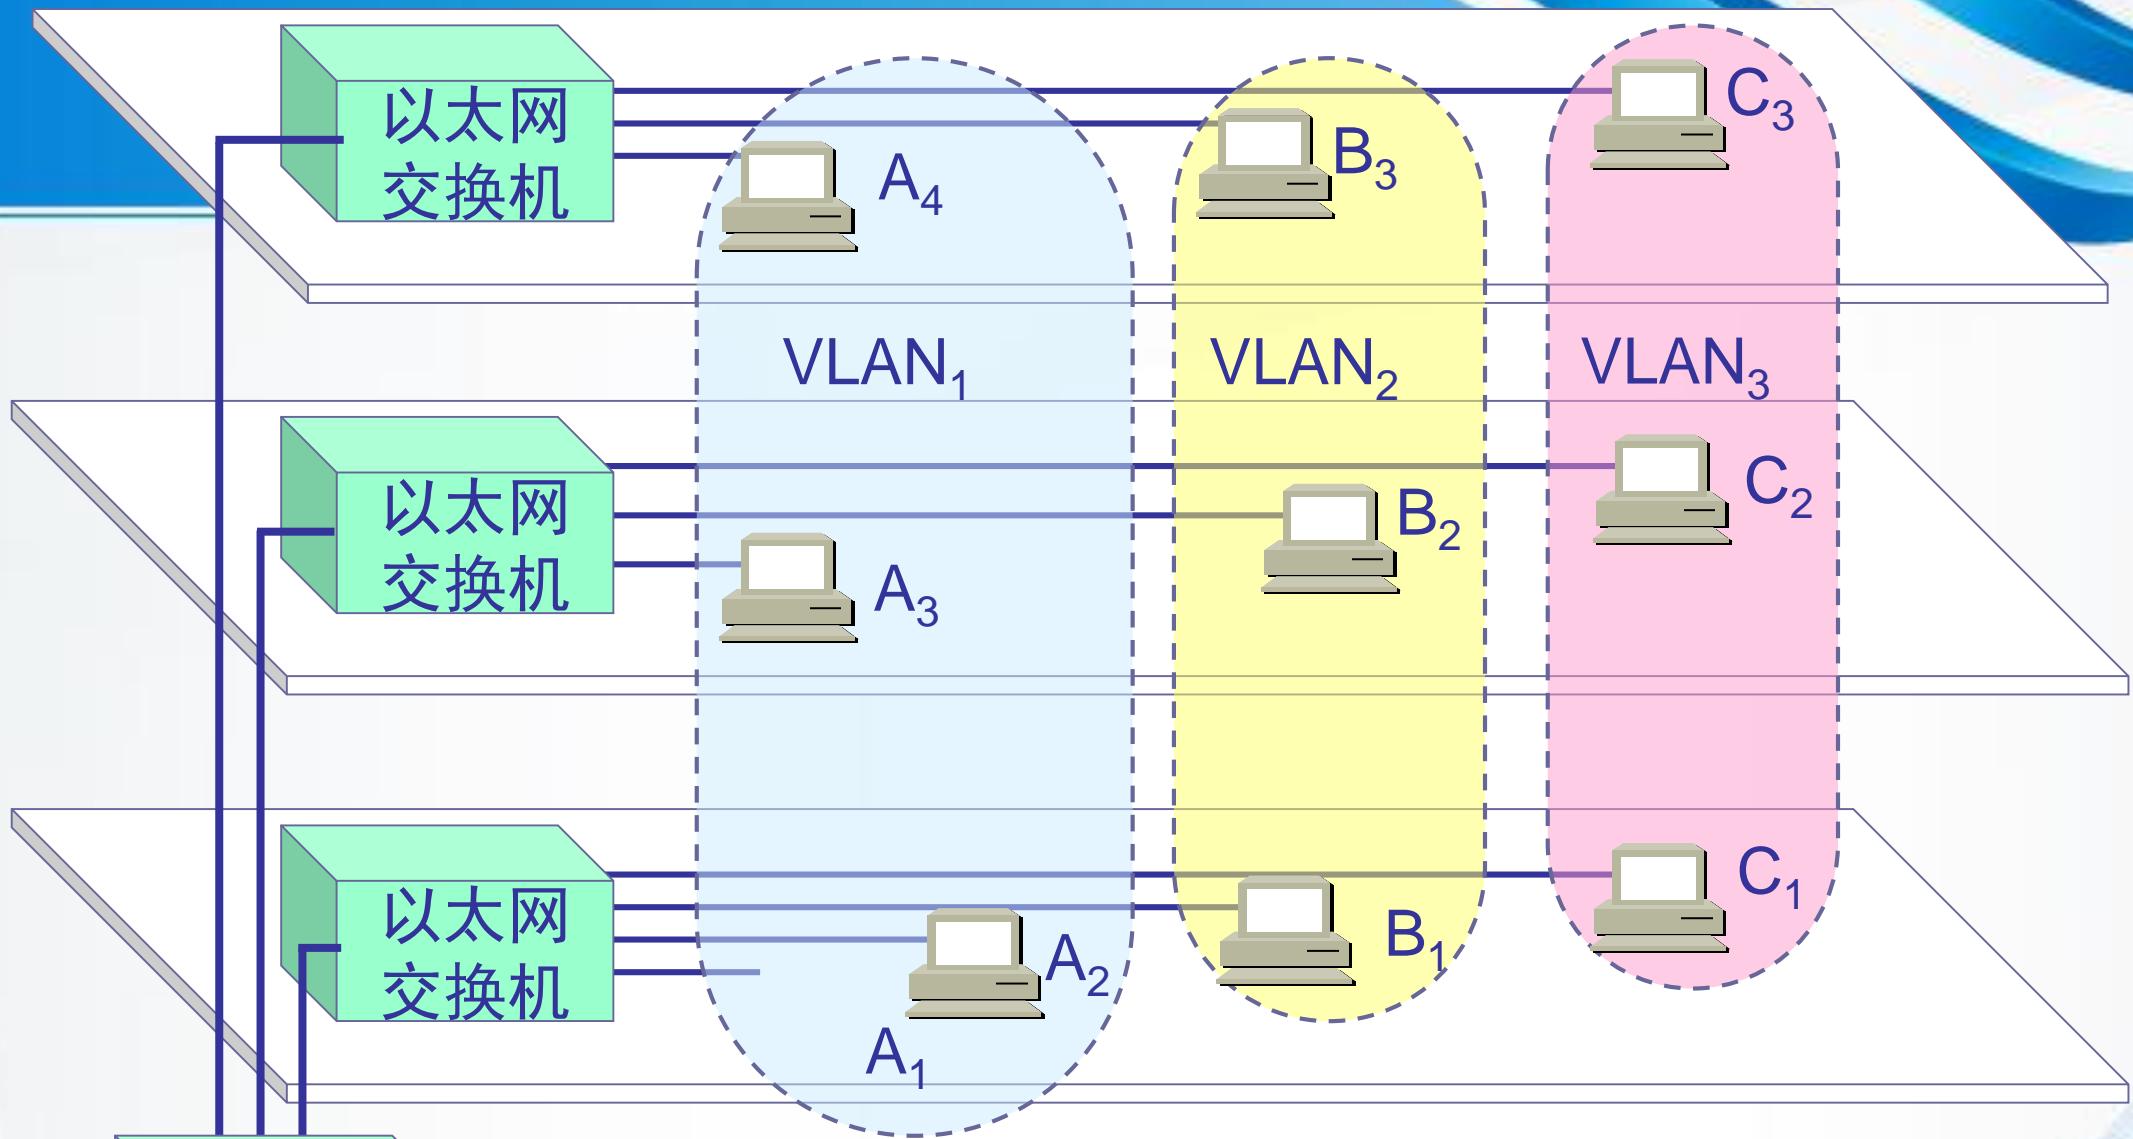 以太网
交换机
A₄
B₃
C₃
VLAN₁
VLAN₂
VLAN₃
以太网
交换机
A₃
B₂
C₂
以太网
交换机
A₂
B₁
C₁
A₁